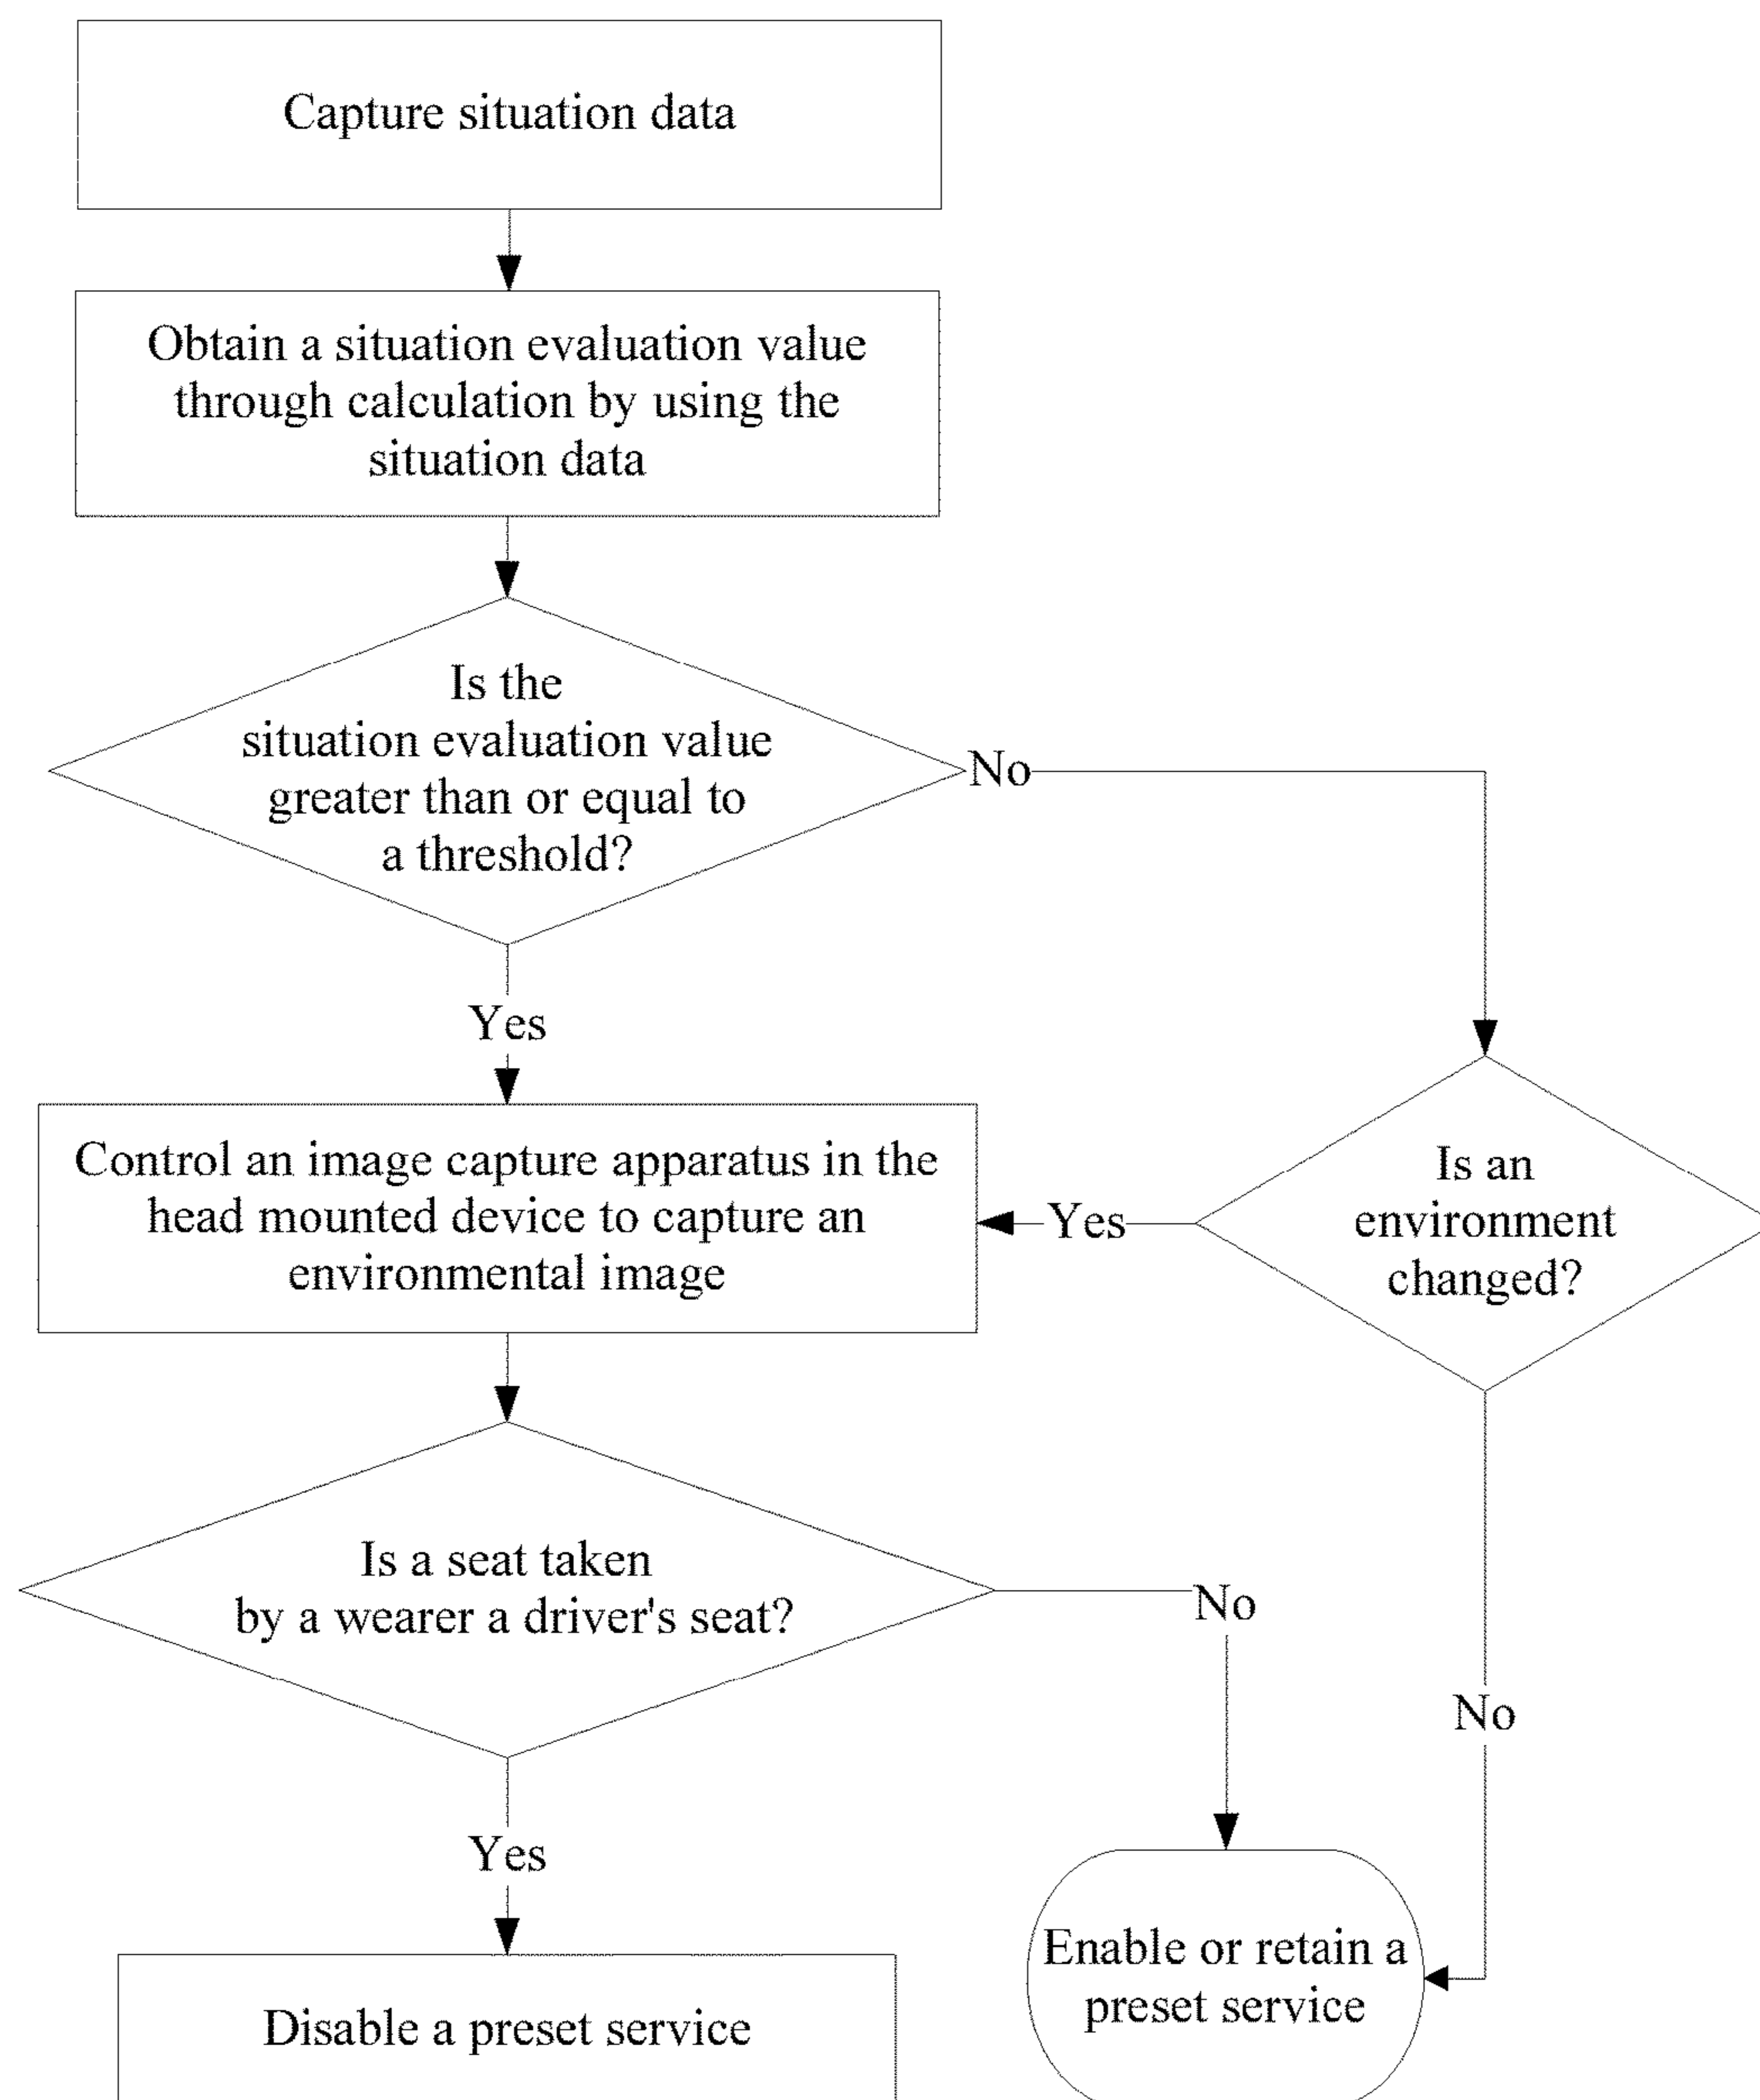 Capture situation data
Obtain a situation evaluation value
through calculation by using the
situation data
Is the
situation evaluation value
greater than or equal to
a threshold?
No
Yes
Control an image capture apparatus in the
head mounted device to capture an
environmental image
Yes
Is an
environment
changed?
Is a seat taken
by a wearer a driver's seat?
No
No
Yes
Enable or retain a
preset service
Disable a preset service